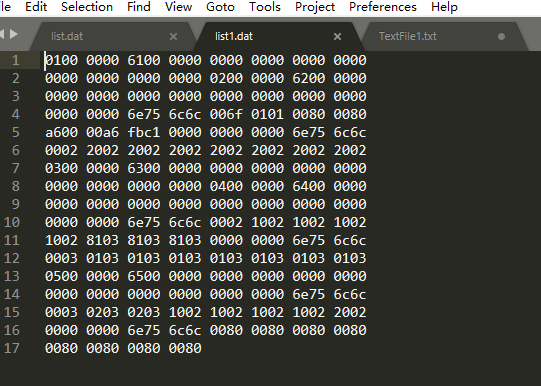 File Edit Selection Find View Goto Tools Project Preferences Help
list.dat × list1.dat × TextFile1.txt
1 0100 0000 6100 0000 0000 0000 0000 0000
2 0000 0000 0000 0000 0200 0000 6200 0000
3 0000 0000 0000 0000 0000 0000 0000 0000
4 0000 0000 6e75 6c6c 006f 0101 0080 0080
5 a600 00a6 fbc1 0000 0000 0000 6e75 6c6c
6 0002 2002 2002 2002 2002 2002 2002 2002
7 0300 0000 6300 0000 0000 0000 0000 0000
8 0000 0000 0000 0000 0400 0000 6400 0000
9 0000 0000 0000 0000 0000 0000 0000 0000
10 0000 0000 6e75 6c6c 0002 1002 1002 1002
11 1002 8103 8103 8103 0000 0000 6e75 6c6c
12 0003 0103 0103 0103 0103 0103 0103 0103
13 0500 0000 6500 0000 0000 0000 0000 0000
14 0000 0000 0000 0000 0000 0000 6e75 6c6c
15 0003 0203 0203 1002 1002 1002 1002 2002
16 0000 0000 6e75 6c6c 0080 0080 0080 0080
17 0080 0080 0080 0080